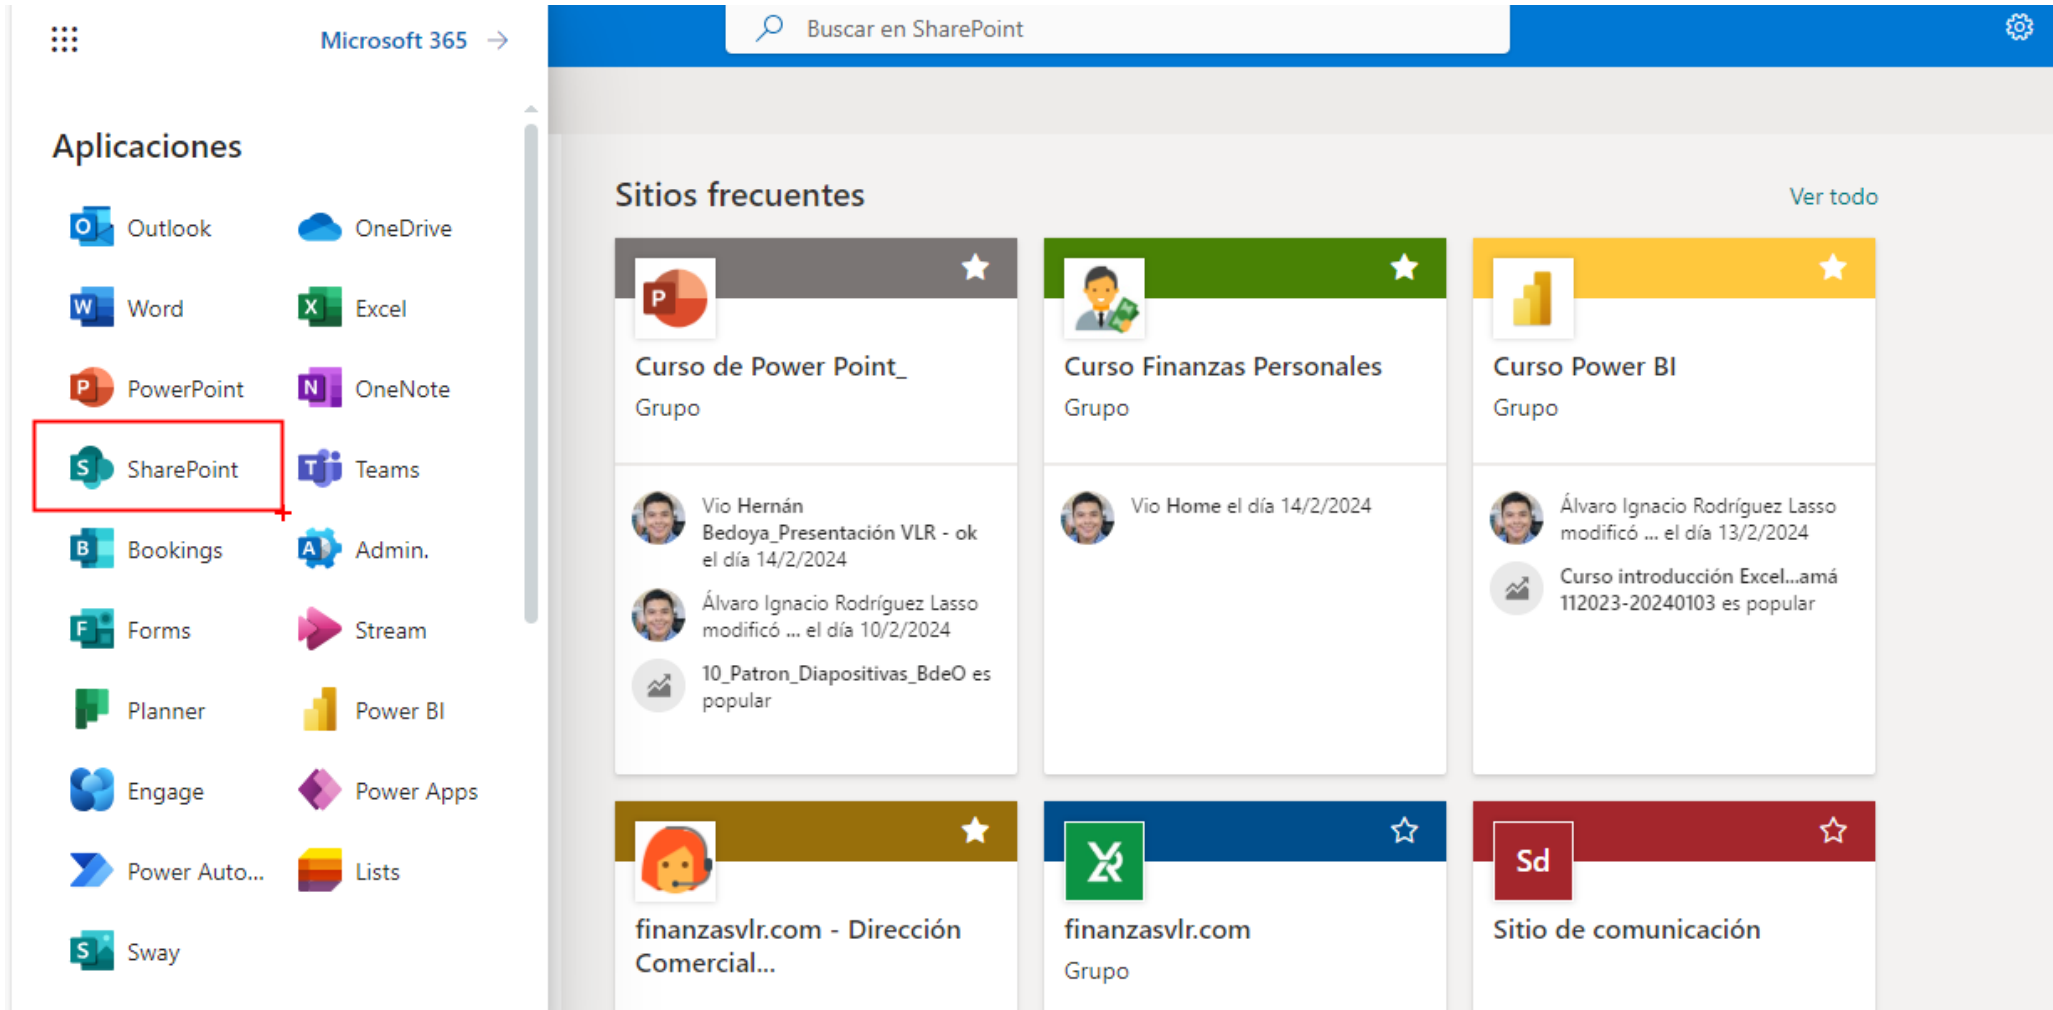 Microsoft 365 →
Aplicaciones
Outlook
OneDrive
Word
Excel
PowerPoint
OneNote
SharePoint
Teams
Bookings
Admin.
Forms
Stream
Planner
Power BI
Engage
Power Apps
Power Auto...
Lists
Sway
Buscar en SharePoint
Sitios frecuentes
Ver todo
Curso de Power Point_
Grupo
Vio Hernán
Bedoya_Presentación VLR - ok
el día 14/2/2024
Álvaro Ignacio Rodríguez Lasso
modificó ... el día 10/2/2024
10_Patron_Diapositivas_BdeO es
popular
Curso Finanzas Personales
Grupo
Vio Home el día 14/2/2024
Curso Power BI
Grupo
Álvaro Ignacio Rodríguez Lasso
modificó ... el día 13/2/2024
Curso introducción Excel...amá
112023-20240103 es popular
finanzasvlr.com - Dirección
Comercial...
finanzasvlr.com
Grupo
Sd
Sitio de comunicación